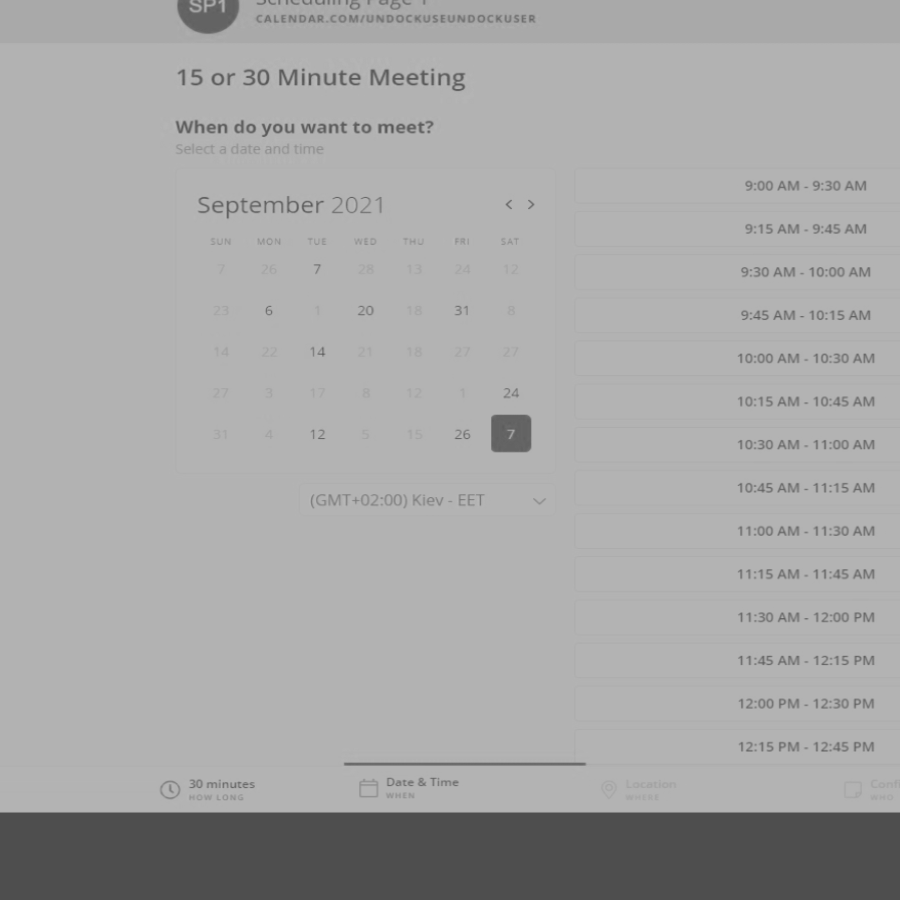 SP1
Scheduling Page 1
CALENDAR.COM/UNDOCKUSEUNDOCKUSER
15 or 30 Minute Meeting
When do you want to meet?
Select a date and time
September 2021 < >
SUN MON TUE WED THU FRI SAT
7 26 7 28 13 24 12
23 6 1 20 18 31 8
14 22 14 21 18 27 27
27 3 17 8 12 1 24
31 4 12 5 15 26 7
(GMT+02:00) Kiev - EET
9:00 AM - 9:30 AM
9:15 AM - 9:45 AM
9:30 AM - 10:00 AM
9:45 AM - 10:15 AM
10:00 AM - 10:30 AM
10:15 AM - 10:45 AM
10:30 AM - 11:00 AM
10:45 AM - 11:15 AM
11:00 AM - 11:30 AM
11:15 AM - 11:45 AM
11:30 AM - 12:00 PM
11:45 AM - 12:15 PM
12:00 PM - 12:30 PM
12:15 PM - 12:45 PM
30 minutes
HOW LONG
Date & Time
WHEN
Location
WHERE
Confi
WHO